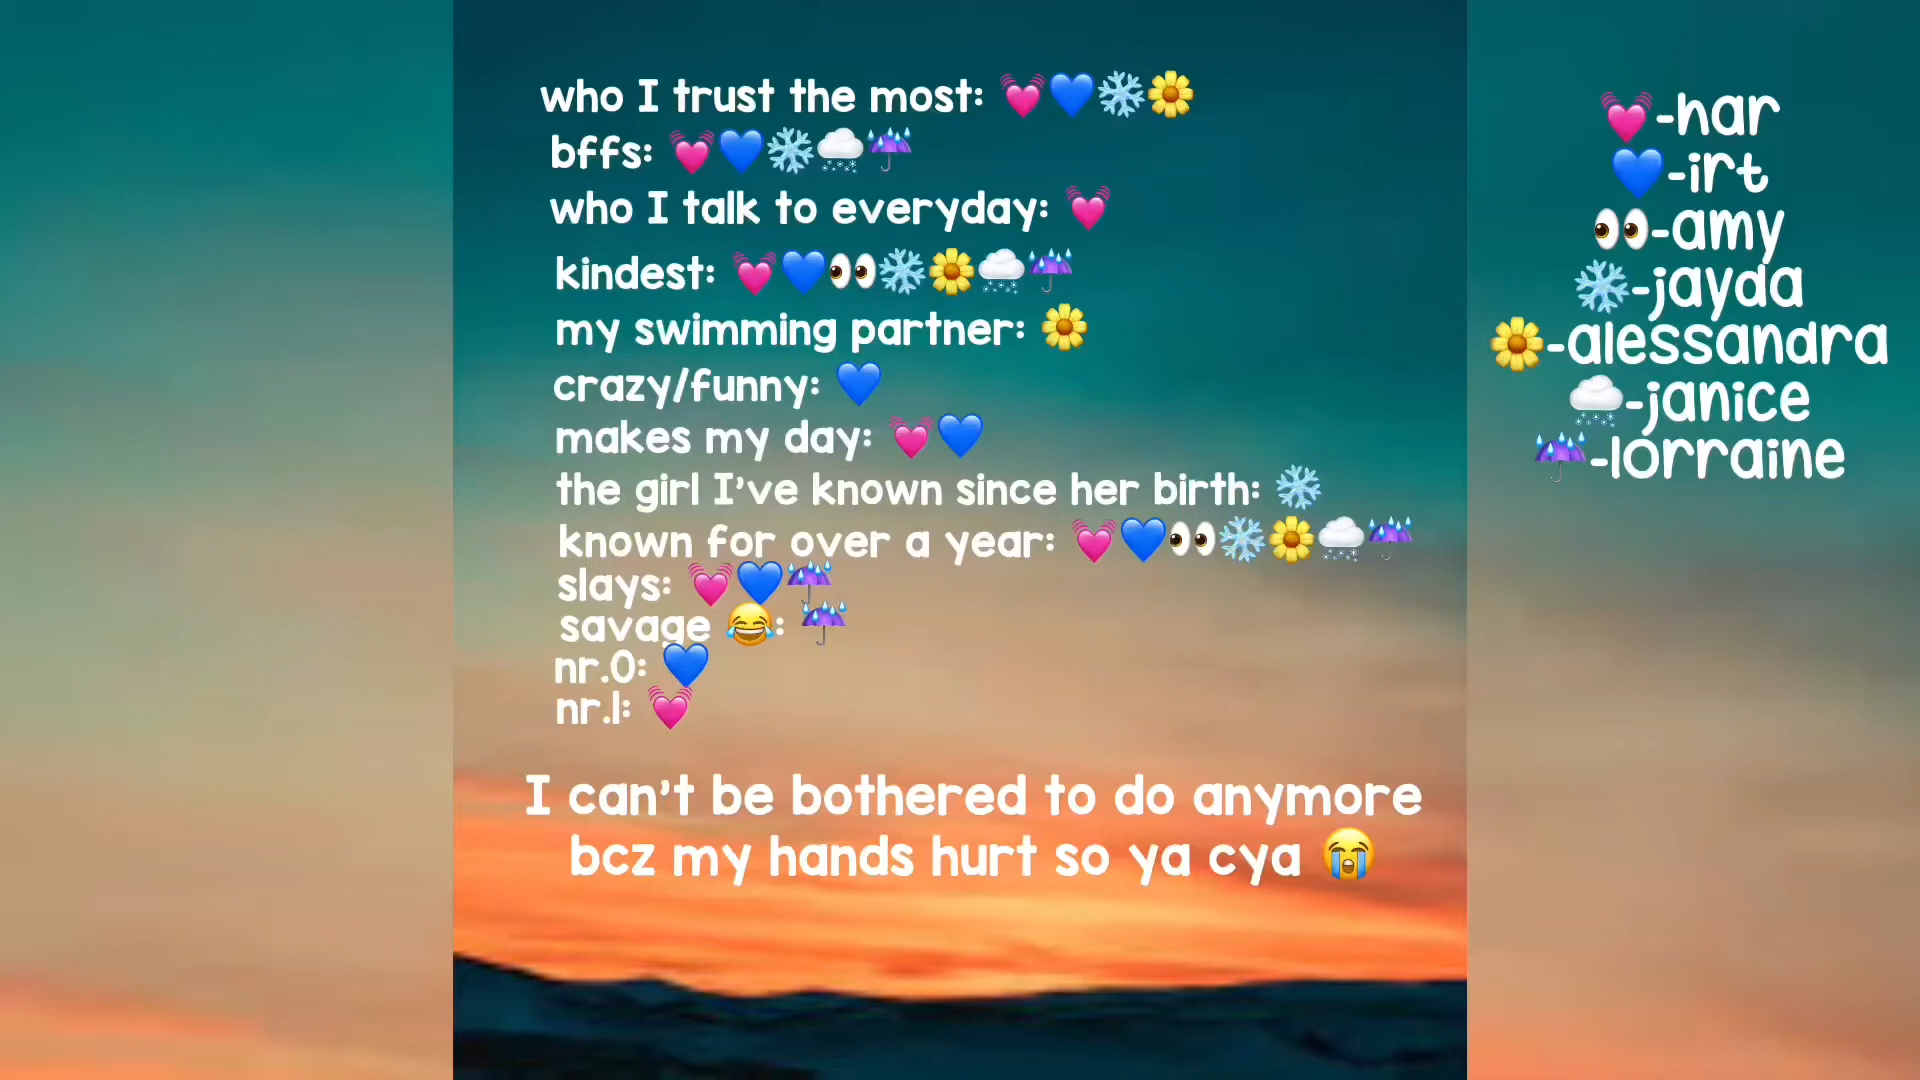 who I trust the most: 💓💙❄️🌼
bffs: 💓💙❄️🌨️☔
who I talk to everyday: 💓
kindest: 💓💙👀❄️🌼🌨️☔
my swimming partner: 🌼
crazy/funny: 💙
makes my day: 💓💙
the girl I've known since her birth: ❄️
known for over a year: 💓💙👀❄️🌼🌨️☔
slays: 💓💙☔
savage 😂: ☔
nr.0: 💙
nr.1: 💓
I can't be bothered to do anymore
bcz my hands hurt so ya cya 😭
💓-har
💙-irt
👀-amy
❄️-jayda
🌼-alessandra
🌨️-janice
☔-lorraine